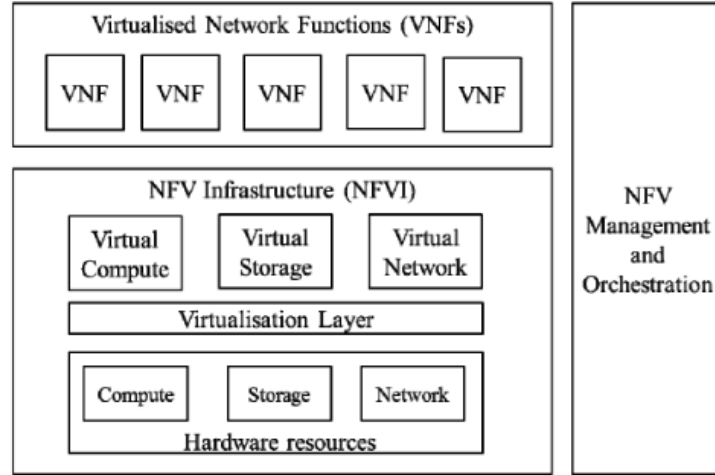 Virtualised Network Functions (VNFs)
VNF
VNF
VNF
VNF
VNF
NFV Infrastructure (NFVI)
Virtual
Compute
Virtual
Storage
Virtual
Network
Virtualisation Layer
Compute
Storage
Network
Hardware resources
NFV
Management
and
Orchestration